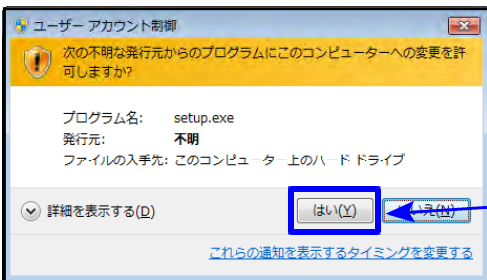 ユーザー アカウント制御
次の不明な発行元からのプログラムにこのコンピューターへの変更を許
可しますか?
プログラム名: setup.exe
発行元: 不明
ファイルの入手先: このコンピューター上のハード ドライブ
詳細を表示する(D)
はい(Y)
いいえ(N)
これらの通知を表示するタイミングを変更する